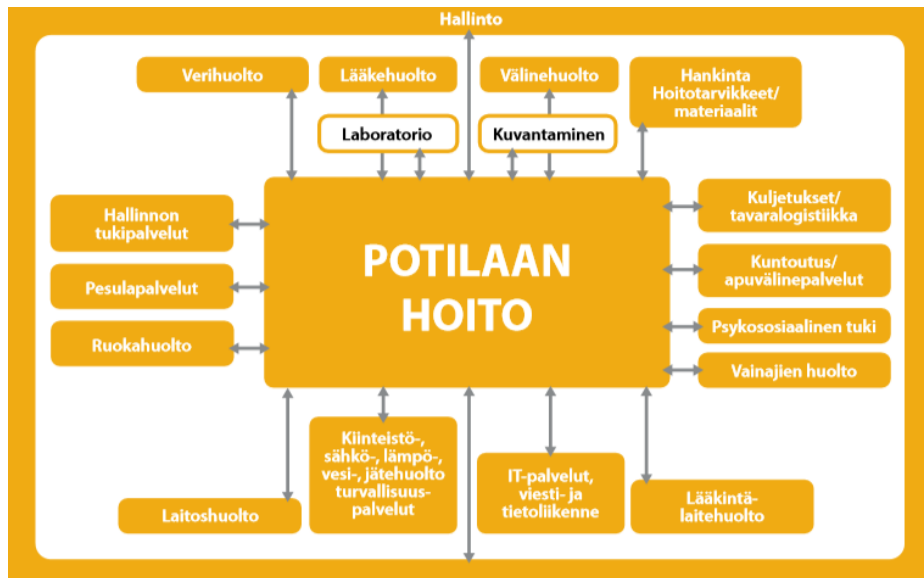 Hallinto
Verihuolto
Lääkehuolto
Välinehuolto
Hankinta
Hoitotarvikkeet/
materiaalit
Laboratorio
Kuvantaminen
Hallinnon
tukipalvelut
Pesulapalvelut
Ruokahuolto
POTILAAN
HOITO
Kuljetukset/
tavaralogistiikka
Kuntoutus/
apuvälinepalvelut
Psykososiaalinen tuki
Vainajien huolto
Laitoshuolto
Kiinteistö-,
sähkö-, lämpö-,
vesi-, jätehuolto
turvallisuus-
palvelut
IT-palvelut,
viesti- ja
tietoliikenne
Lääkintä-
laitehuolto